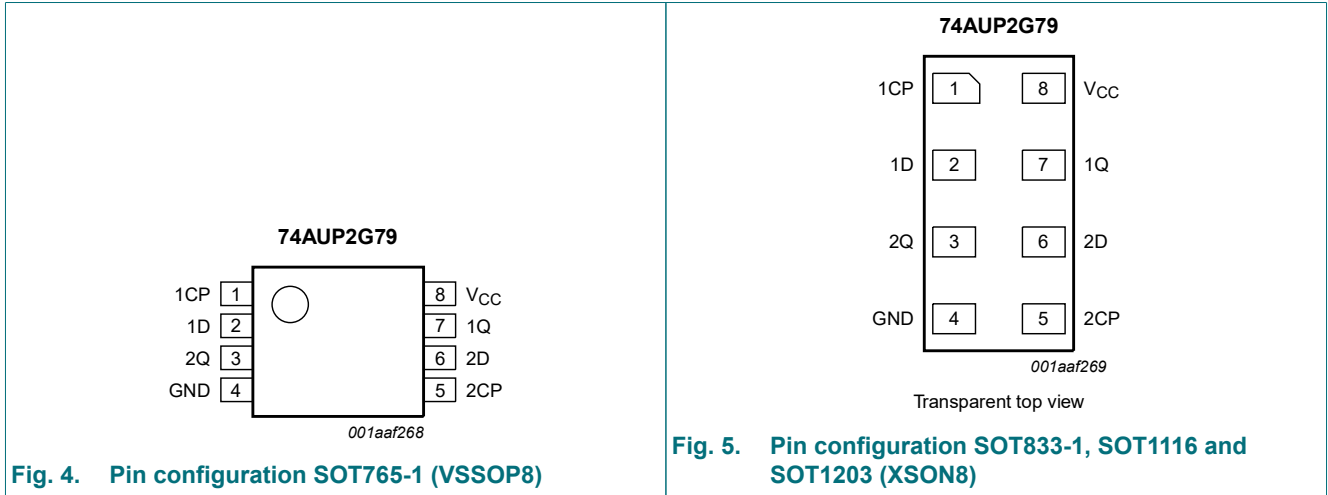 74AUP2G79
1CP 1 8 VCC
1D 2 7 1Q
2Q 3 6 2D
GND 4 5 2CP
001aaf268
Fig. 4. Pin configuration SOT765-1 (VSSOP8)
74AUP2G79
1CP 1 8 VCC
1D 2 7 1Q
2Q 3 6 2D
GND 4 5 2CP
001aaf269
Transparent top view
Fig. 5. Pin configuration SOT833-1, SOT1116 and
SOT1203 (XSON8)